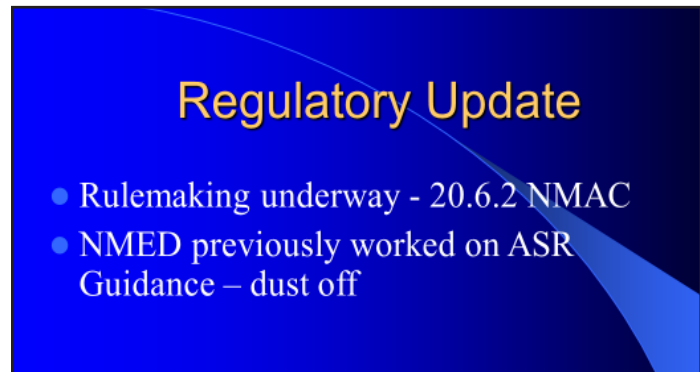 Regulatory Update
Rulemaking underway - 20.6.2 NMAC
NMED previously worked on ASR
Guidance – dust off